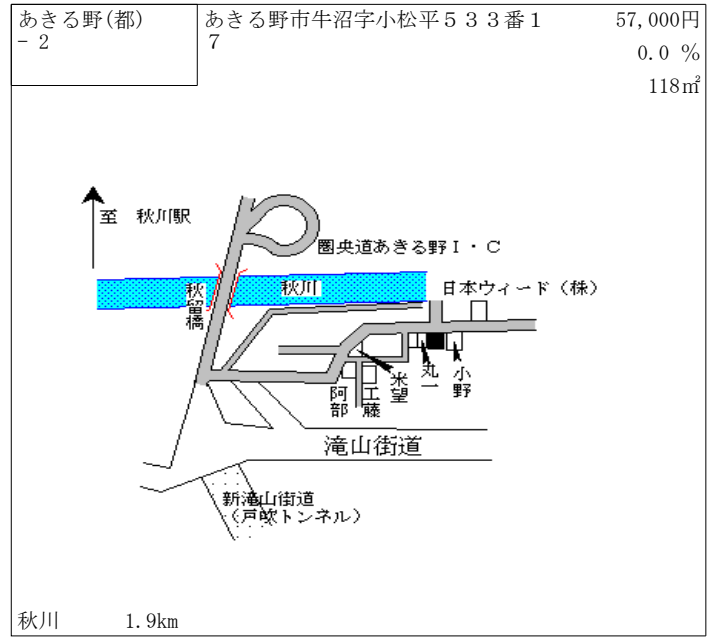 あきる野(都)
－２
あきる野市牛沼字小松平５３３番１
７
57,000円
0.0 %
118㎡
至 秋川駅
圏央道あきる野Ｉ・Ｃ
秋留橋
秋川
日本ウィード（株）
阿部
工藤
米望
丸一
小野
滝山街道
新滝山街道
（戸吹トンネル）
秋川 1.9km